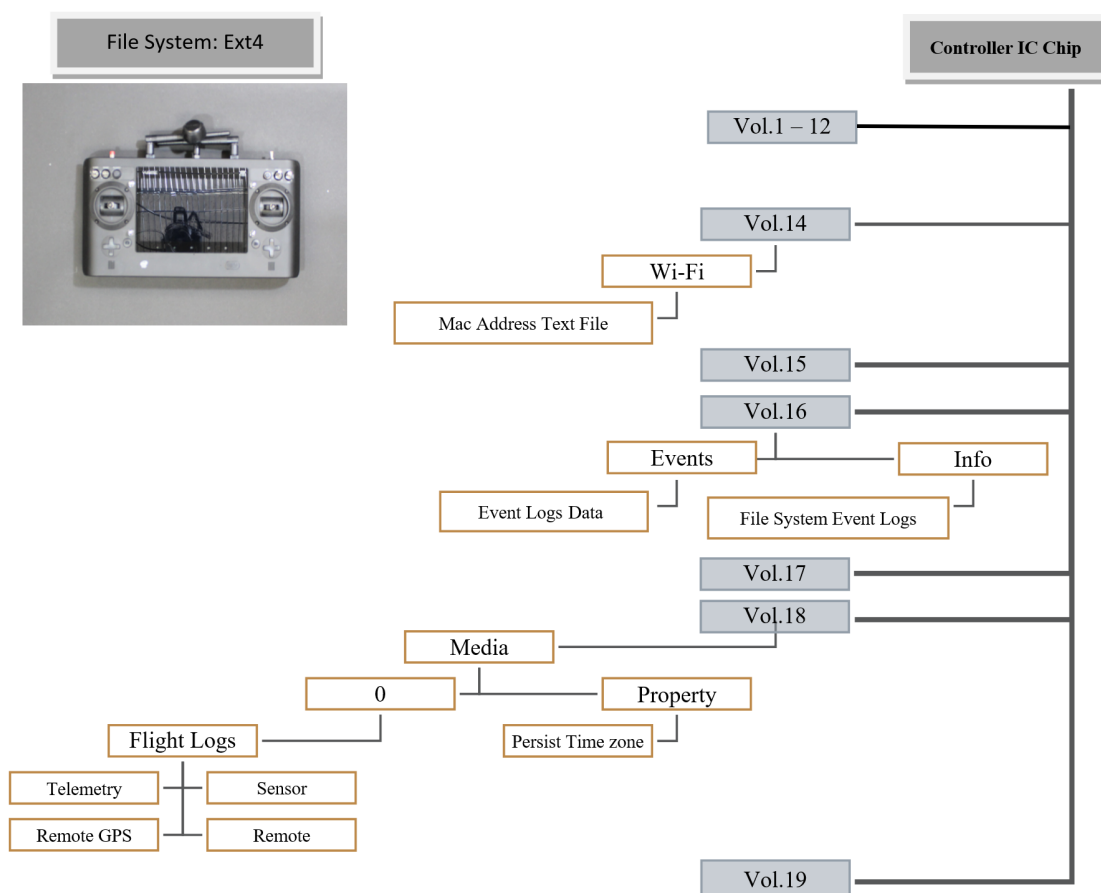 File System: Ext4
Controller IC Chip
Vol.1 – 12
Vol.14
Wi-Fi
Mac Address Text File
Vol.15
Vol.16
Events
Info
Event Logs Data
File System Event Logs
Vol.17
Vol.18
Media
0
Property
Flight Logs
Persist Time zone
Telemetry
Sensor
Remote GPS
Remote
Vol.19